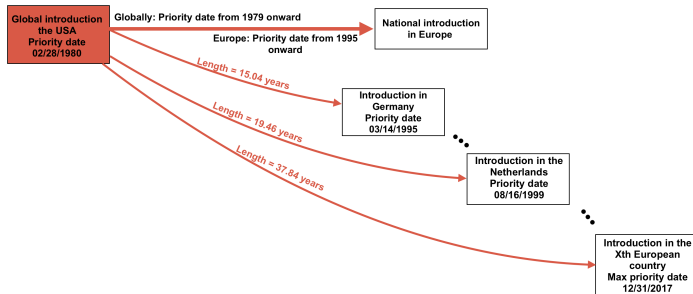 Global introduction
the USA
Priority date
02/28/1980
Globally: Priority date from 1979 onward
Europe: Priority date from 1995
onward
National introduction
in Europe
Length = 15.04 years
Introduction in
Germany
Priority date
03/14/1995
Length = 19.46 years
Introduction in the
Netherlands
Priority date
08/16/1999
Length = 37.84 years
Introduction in the
Xth European
country
Max priority date
12/31/2017